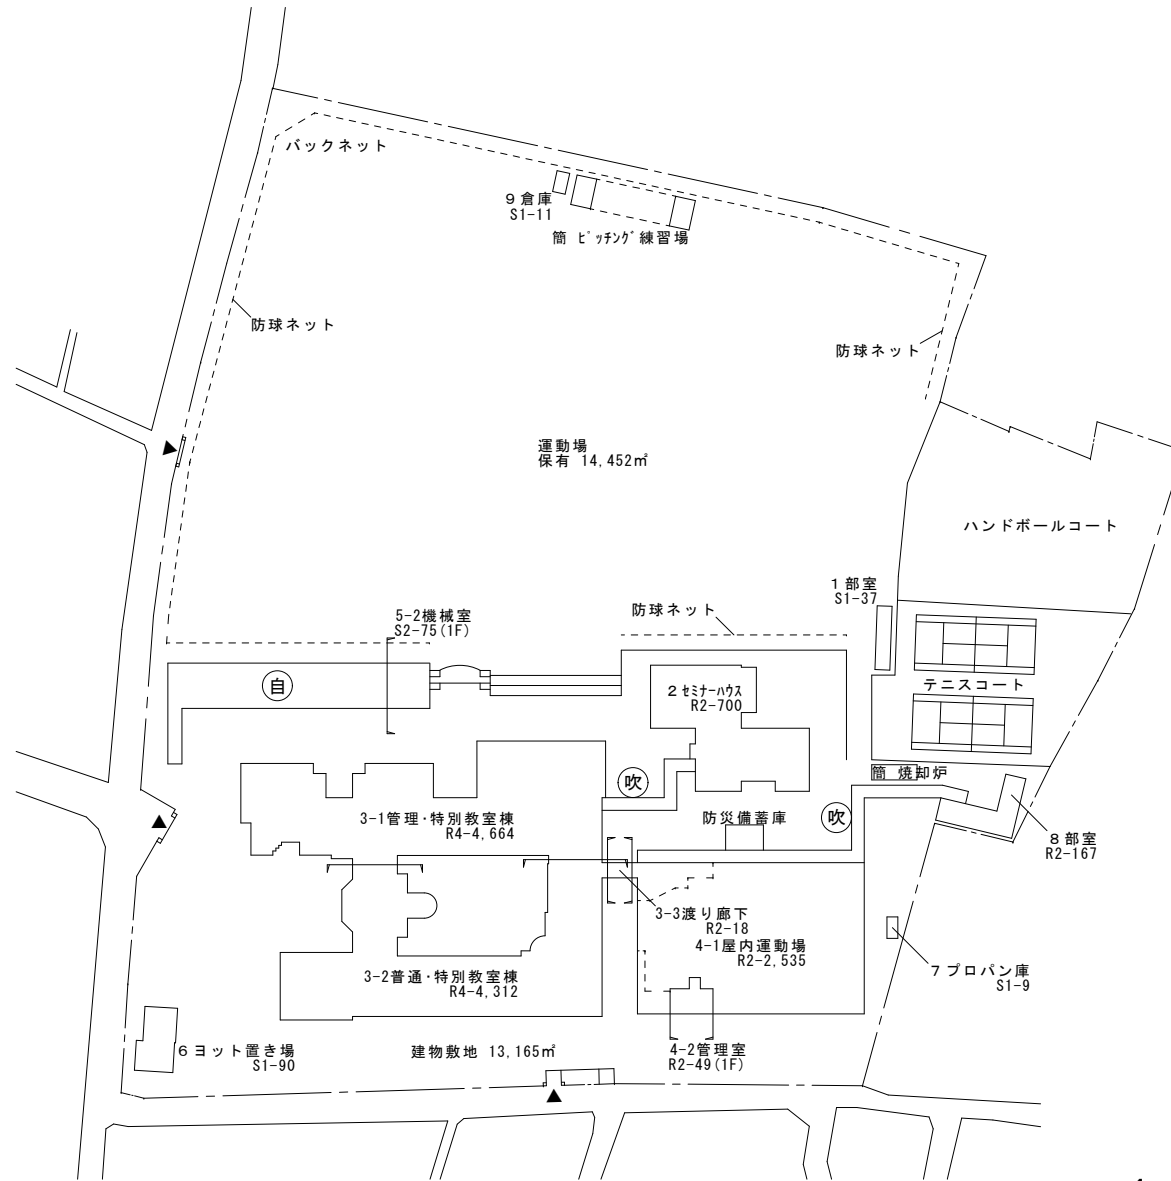 バックネット
9 倉庫
S1-11
簡 ピッチング練習場
防球ネット
防球ネット
運動場
保有 14,452㎡
ハンドボールコート
1 部室
S1-37
5-2機械室
S2-75(1F)
防球ネット
自
2 セミナーハウス
R2-700
テニスコート
吹
簡 焼却炉
3-1管理・特別教室棟
R4-4,664
防災備蓄庫
吹
8 部室
R2-167
3-3渡り廊下
R2-18
4-1屋内運動場
R2-2,535
3-2普通・特別教室棟
R4-4,312
7 プロパン庫
S1-9
6 ヨット置き場
S1-90
建物敷地 13,165㎡
4-2管理室
R2-49(1F)